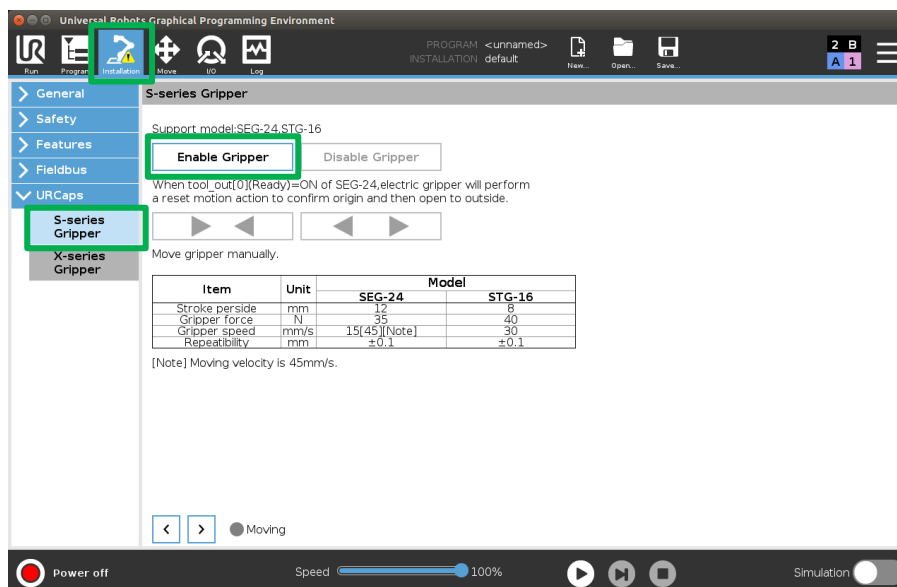 Universal Robots Graphical Programming Environment
PROGRAM <unnamed>
INSTALLATION default
Run
Program
Installation
Move
I/O
Log
New...
Open...
Save...
2 B
A 1
General
Safety
Features
Fieldbus
URCaps
S-series
Gripper
X-series
Gripper
S-series Gripper
Support model:SEG-24,STG-16
Enable Gripper
Disable Gripper
When tool_out[0](Ready)=ON of SEG-24,electric gripper will perform
a reset motion action to confirm origin and then open to outside.
Move gripper manually.
Item Unit Model
SEG-24 STG-16
Stroke perside mm 12 8
Gripper force N 35 40
Gripper speed mm/s 15[45][Note] 30
Repeatibility mm ±0.1 ±0.1
[Note] Moving velocity is 45mm/s.
Moving
Power off
Speed 100%
Simulation